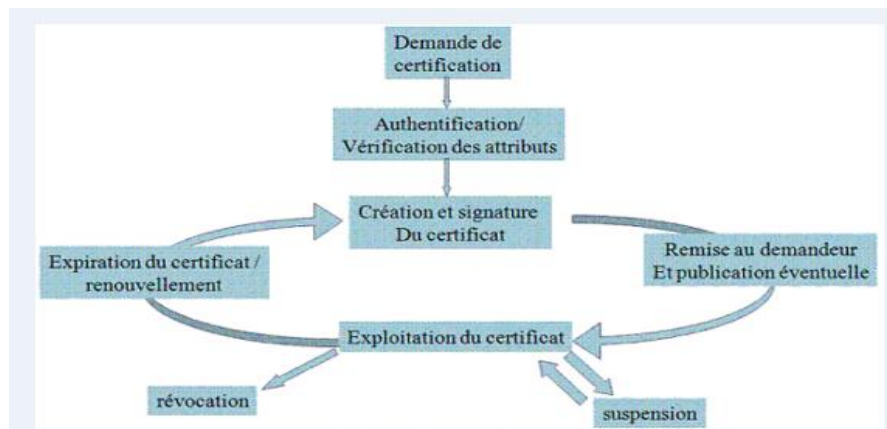 Demande de
certification
Authentification/
Vérification des attributs
Création et signature
Du certificat
Remise au demandeur
Et publication éventuelle
Expiration du certificat /
renouvellement
Exploitation du certificat
révocation
suspension